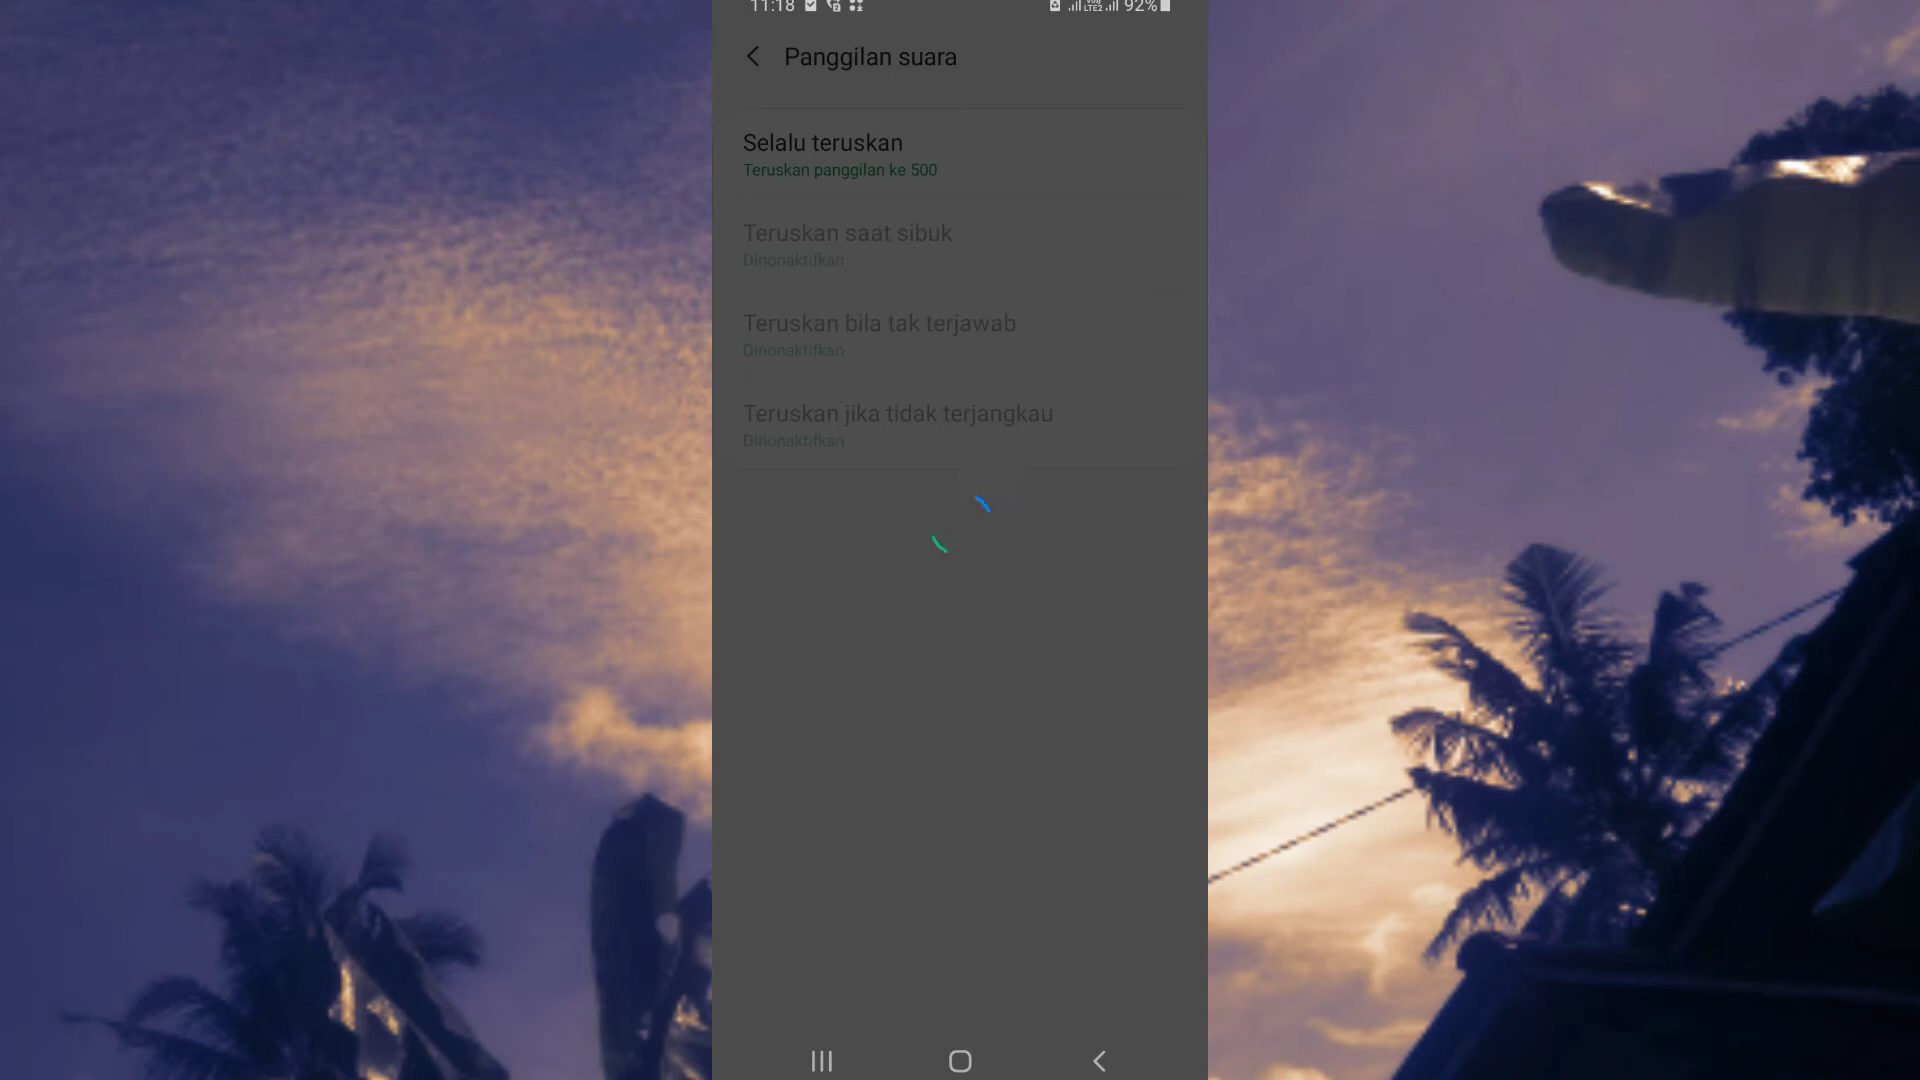 11:18 92%
Panggilan suara
Selalu teruskan
Teruskan panggilan ke 500
Teruskan saat sibuk
Dinonaktifkan
Teruskan bila tak terjawab
Dinonaktifkan
Teruskan jika tidak terjangkau
Dinonaktifkan